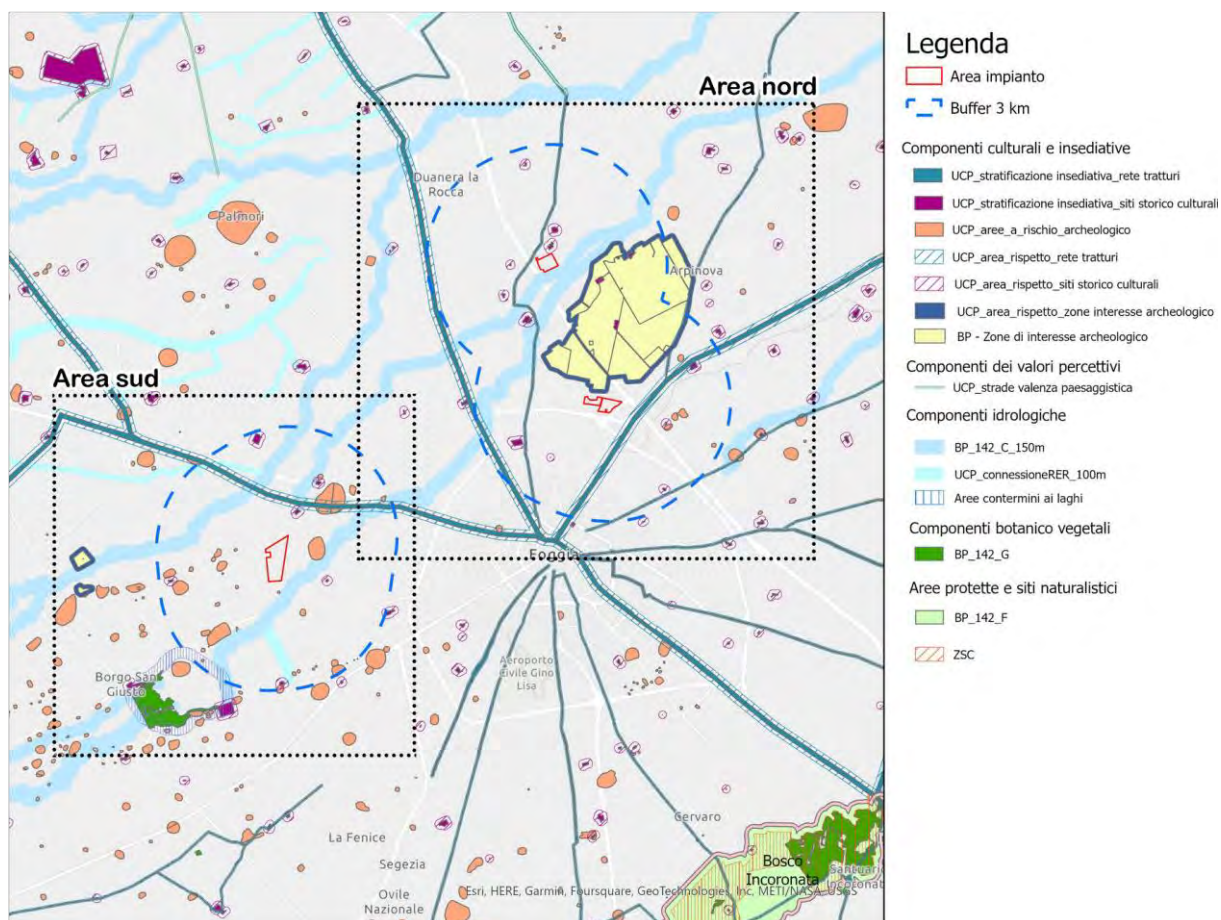 Area nord
Duanera la
Rocca
Palmori
Arpinova
Area sud
Foggia
Aeroporto
Civile Gino
Lisa
Borgo San
Giusto
Cervaro
La Fenice
Segezia
Ovile
Nazionale
Bosco
Incoronata
Santuario
Incoronata
Esri, HERE, Garmin, Foursquare, GeoTechnologies, Inc, METI/NASA, USGS
Legenda
Area impianto
Buffer 3 km
Componenti culturali e insediative
UCP_stratificazione insediativa_rete tratturi
UCP_stratificazione insediativa_siti storico culturali
UCP_aree_a_rischio_archeologico
UCP_area_rispetto_rete tratturi
UCP_area_rispetto_siti storico culturali
UCP_area_rispetto_zone interesse archeologico
BP - Zone di interesse archeologico
Componenti dei valori percettivi
UCP_strade valenza paesaggistica
Componenti idrologiche
BP_142_C_150m
UCP_connessioneRER_100m
Aree contermini ai laghi
Componenti botanico vegetali
BP_142_G
Aree protette e siti naturalistici
BP_142_F
ZSC